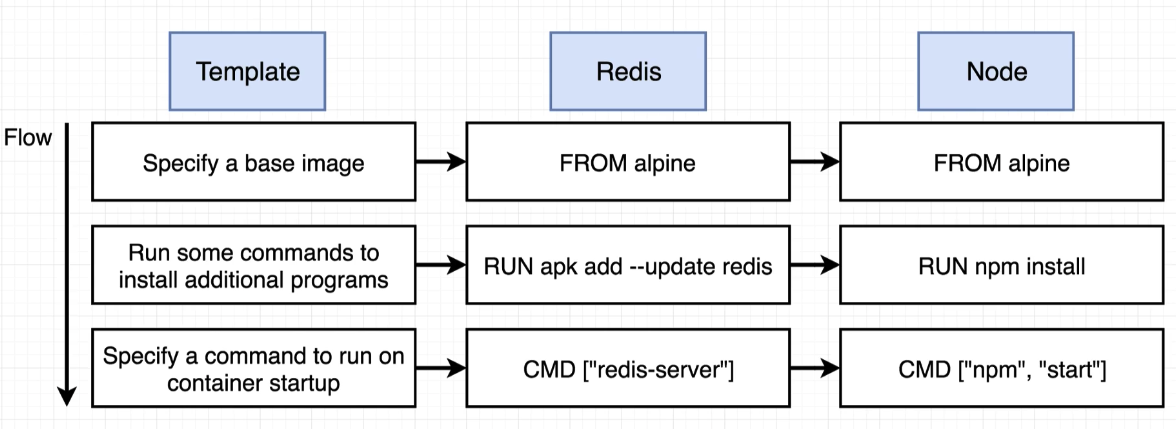 Template
Redis
Node
Flow
Specify a base image
FROM alpine
FROM alpine
Run some commands to
install additional programs
RUN apk add --update redis
RUN npm install
Specify a command to run on
container startup
CMD ["redis-server"]
CMD ["npm", "start"]